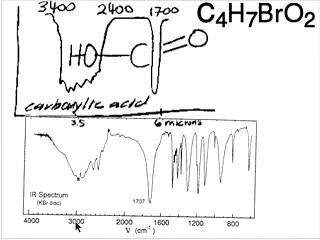 3400 2400 1700 C4H7BrO2
HO C O
carboxylic acid
3.5 6 microns
IR Spectrum
(KBr disc)
1707
4000 3000 2000 1600 1200 800
V (cm⁻¹)